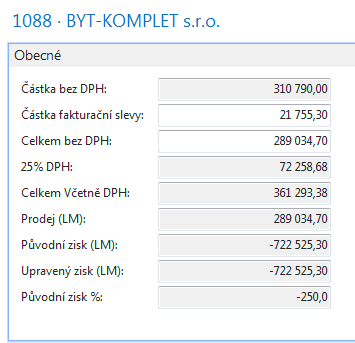 1088 · BYT-KOMPLET s.r.o.
Obecné
Částka bez DPH: 310 790,00
Částka fakturační slevy: 21 755,30
Celkem bez DPH: 289 034,70
25% DPH: 72 258,68
Celkem Včetně DPH: 361 293,38
Prodej (LM): 289 034,70
Původní zisk (LM): -722 525,30
Upravený zisk (LM): -722 525,30
Původní zisk %: -250,0